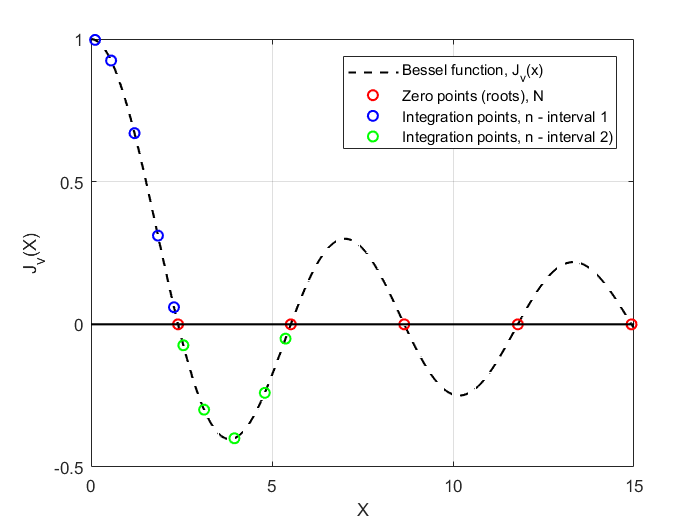 1
0.5
0
-0.5
J_v(X)
0 5 10 15
X
Bessel function, J_v(x)
Zero points (roots), N
Integration points, n - interval 1
Integration points, n - interval 2)